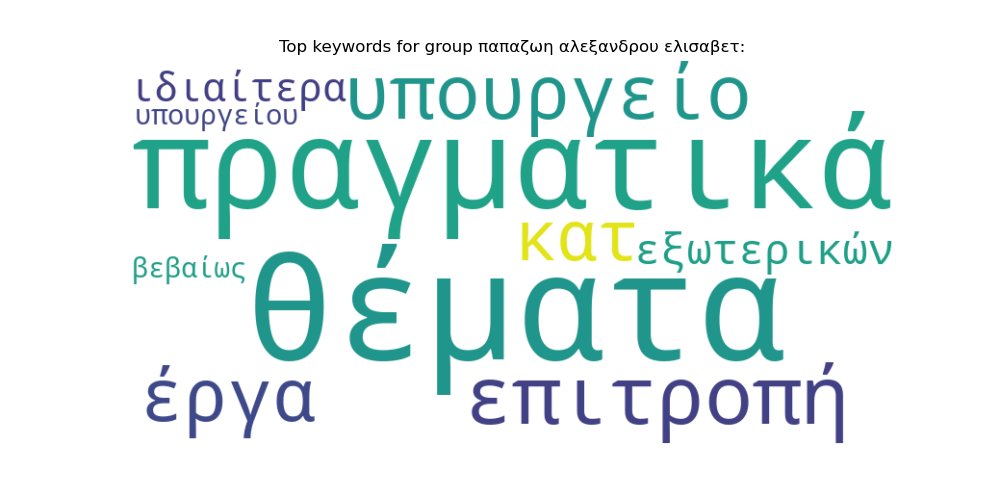 Top keywords for group παπαζωη αλεξανδρου ελισαβετ:
ιδιαίτερα υπουργείο
υπουργείου
πραγματικά
κατ εξωτερικών
βεβαίως θέματα
έργα επιτροπή